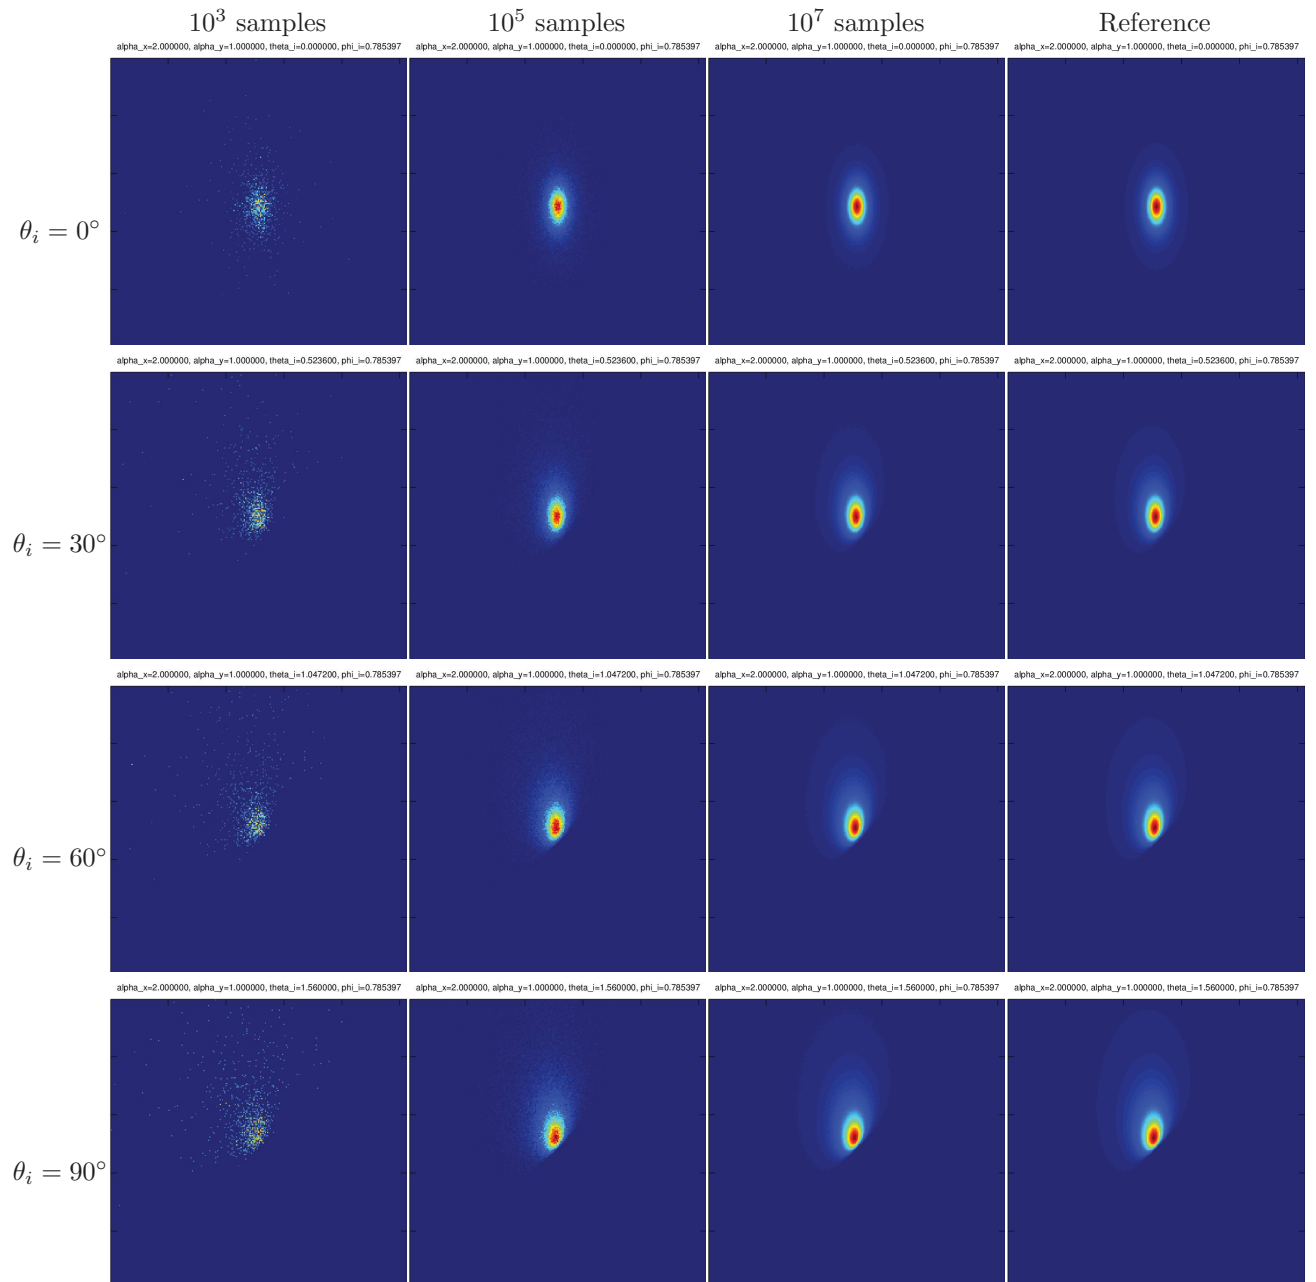 10³ samples 10⁵ samples 10⁷ samples Reference
alpha_x=2.000000, alpha_y=1.000000, theta_i=0.000000, phi_i=0.785397 alpha_x=2.000000, alpha_y=1.000000, theta_i=0.000000, phi_i=0.785397 alpha_x=2.000000, alpha_y=1.000000, theta_i=0.000000, phi_i=0.785397 alpha_x=2.000000, alpha_y=1.000000, theta_i=0.000000, phi_i=0.785397
θᵢ = 0°
alpha_x=2.000000, alpha_y=1.000000, theta_i=0.523600, phi_i=0.785397 alpha_x=2.000000, alpha_y=1.000000, theta_i=0.523600, phi_i=0.785397 alpha_x=2.000000, alpha_y=1.000000, theta_i=0.523600, phi_i=0.785397 alpha_x=2.000000, alpha_y=1.000000, theta_i=0.523600, phi_i=0.785397
θᵢ = 30°
alpha_x=2.000000, alpha_y=1.000000, theta_i=1.047200, phi_i=0.785397 alpha_x=2.000000, alpha_y=1.000000, theta_i=1.047200, phi_i=0.785397 alpha_x=2.000000, alpha_y=1.000000, theta_i=1.047200, phi_i=0.785397 alpha_x=2.000000, alpha_y=1.000000, theta_i=1.047200, phi_i=0.785397
θᵢ = 60°
alpha_x=2.000000, alpha_y=1.000000, theta_i=1.560000, phi_i=0.785397 alpha_x=2.000000, alpha_y=1.000000, theta_i=1.560000, phi_i=0.785397 alpha_x=2.000000, alpha_y=1.000000, theta_i=1.560000, phi_i=0.785397 alpha_x=2.000000, alpha_y=1.000000, theta_i=1.560000, phi_i=0.785397
θᵢ = 90°